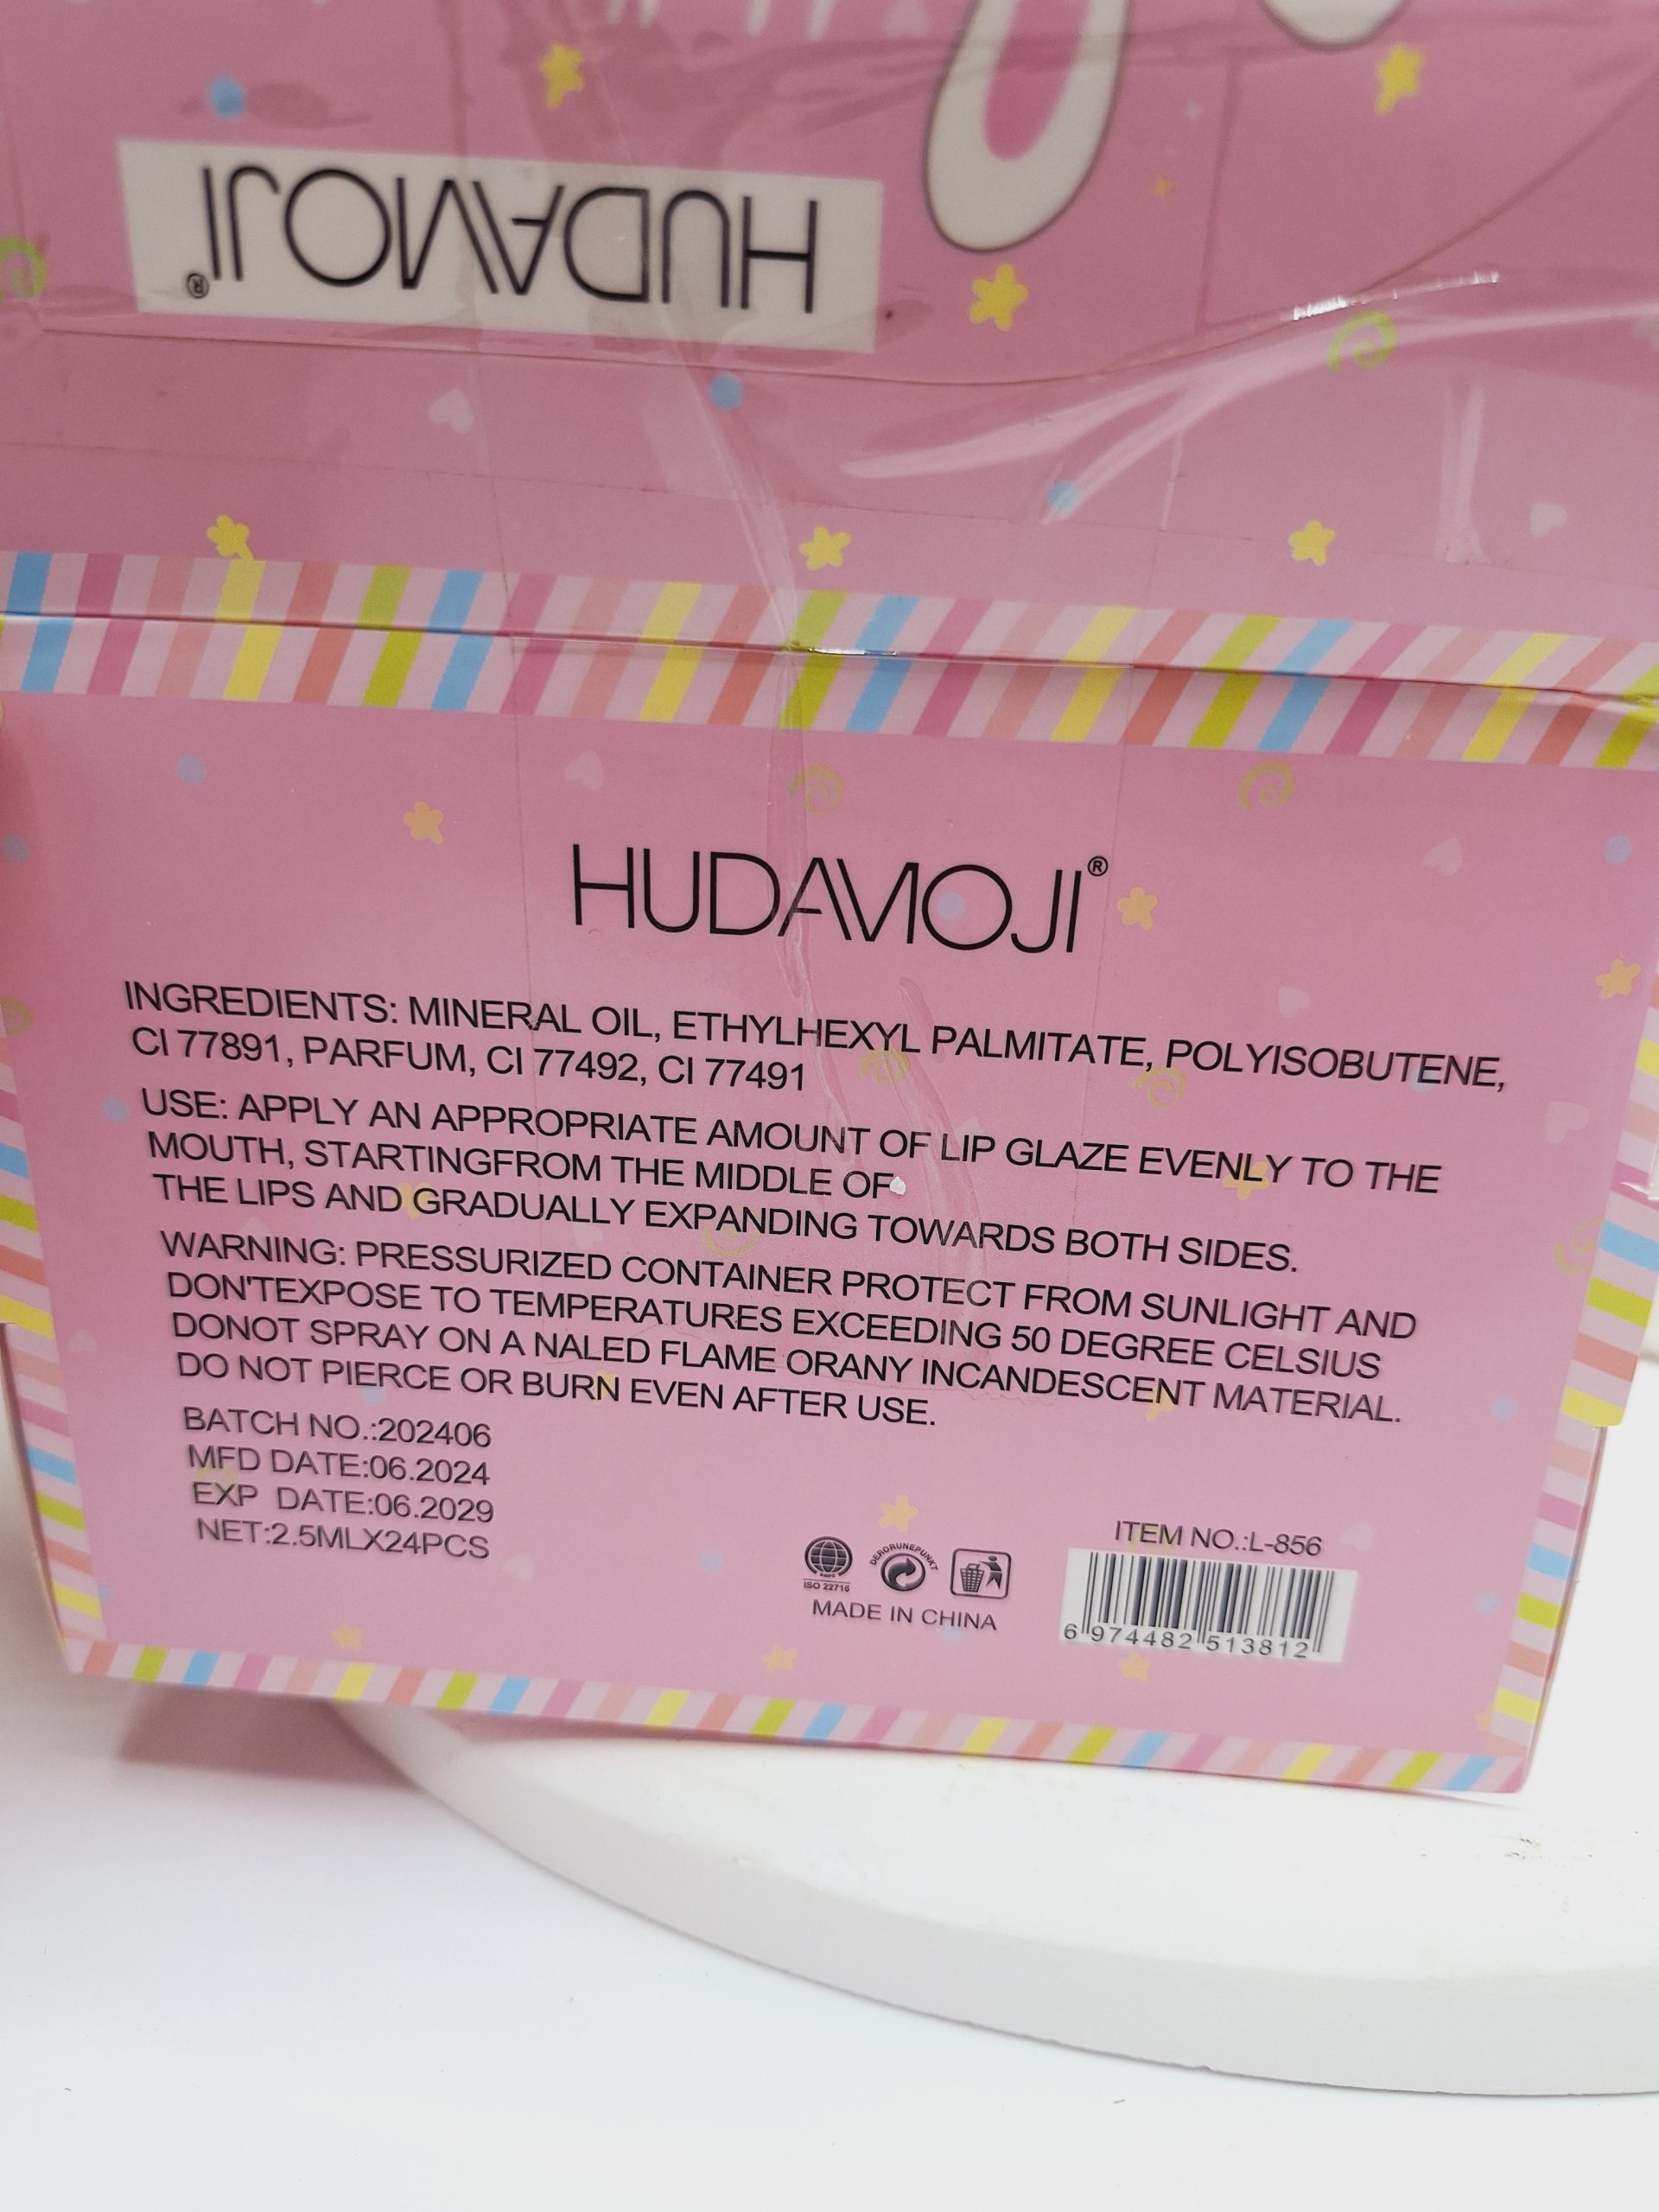 HUDAMOJI®
HUDAMOJI®
INGREDIENTS: MINERAL OIL, ETHYLHEXYL PALMITATE, POLYISOBUTENE,
CI 77891, PARFUM, CI 77492, CI 77491
USE: APPLY AN APPROPRIATE AMOUNT OF LIP GLAZE EVENLY TO THE
MOUTH, STARTINGFROM THE MIDDLE OF
THE LIPS AND GRADUALLY EXPANDING TOWARDS BOTH SIDES.
WARNING: PRESSURIZED CONTAINER PROTECT FROM SUNLIGHT AND
DON'TEXPOSE TO TEMPERATURES EXCEEDING 50 DEGREE CELSIUS
DONOT SPRAY ON A NALED FLAME ORANY INCANDESCENT MATERIAL.
DO NOT PIERCE OR BURN EVEN AFTER USE.
BATCH NO.:202406
MFD DATE:06.2024
EXP DATE:06.2029
NET:2.5MLX24PCS
ISO 22716
MADE IN CHINA
ITEM NO.:L-856
6 974482 513812